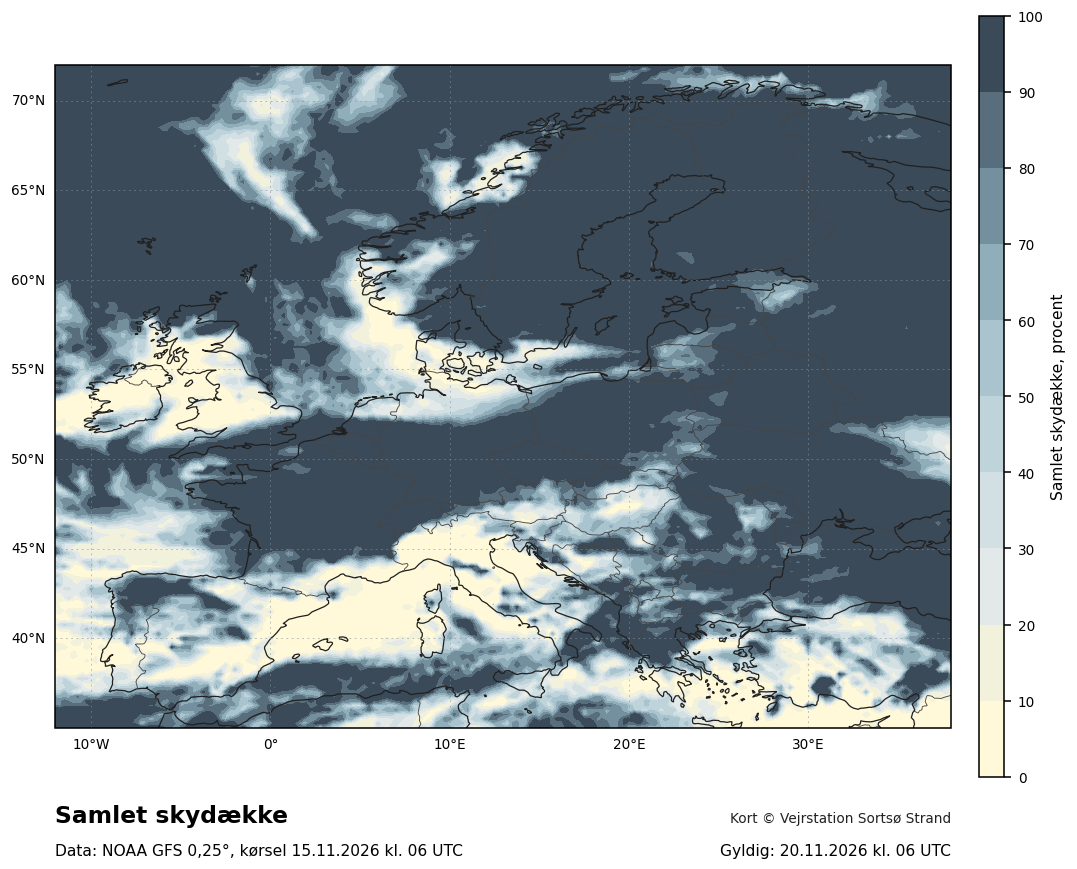 70°N
65°N
60°N
55°N
50°N
45°N
40°N
10°W
0°
10°E
20°E
30°E
100
90
80
70
60
50
40
30
20
10
0
Samlet skydække, procent
Samlet skydække
Kort © Vejrstation Sortsø Strand
Data: NOAA GFS 0,25°, kørsel 15.11.2026 kl. 06 UTC
Gyldig: 20.11.2026 kl. 06 UTC